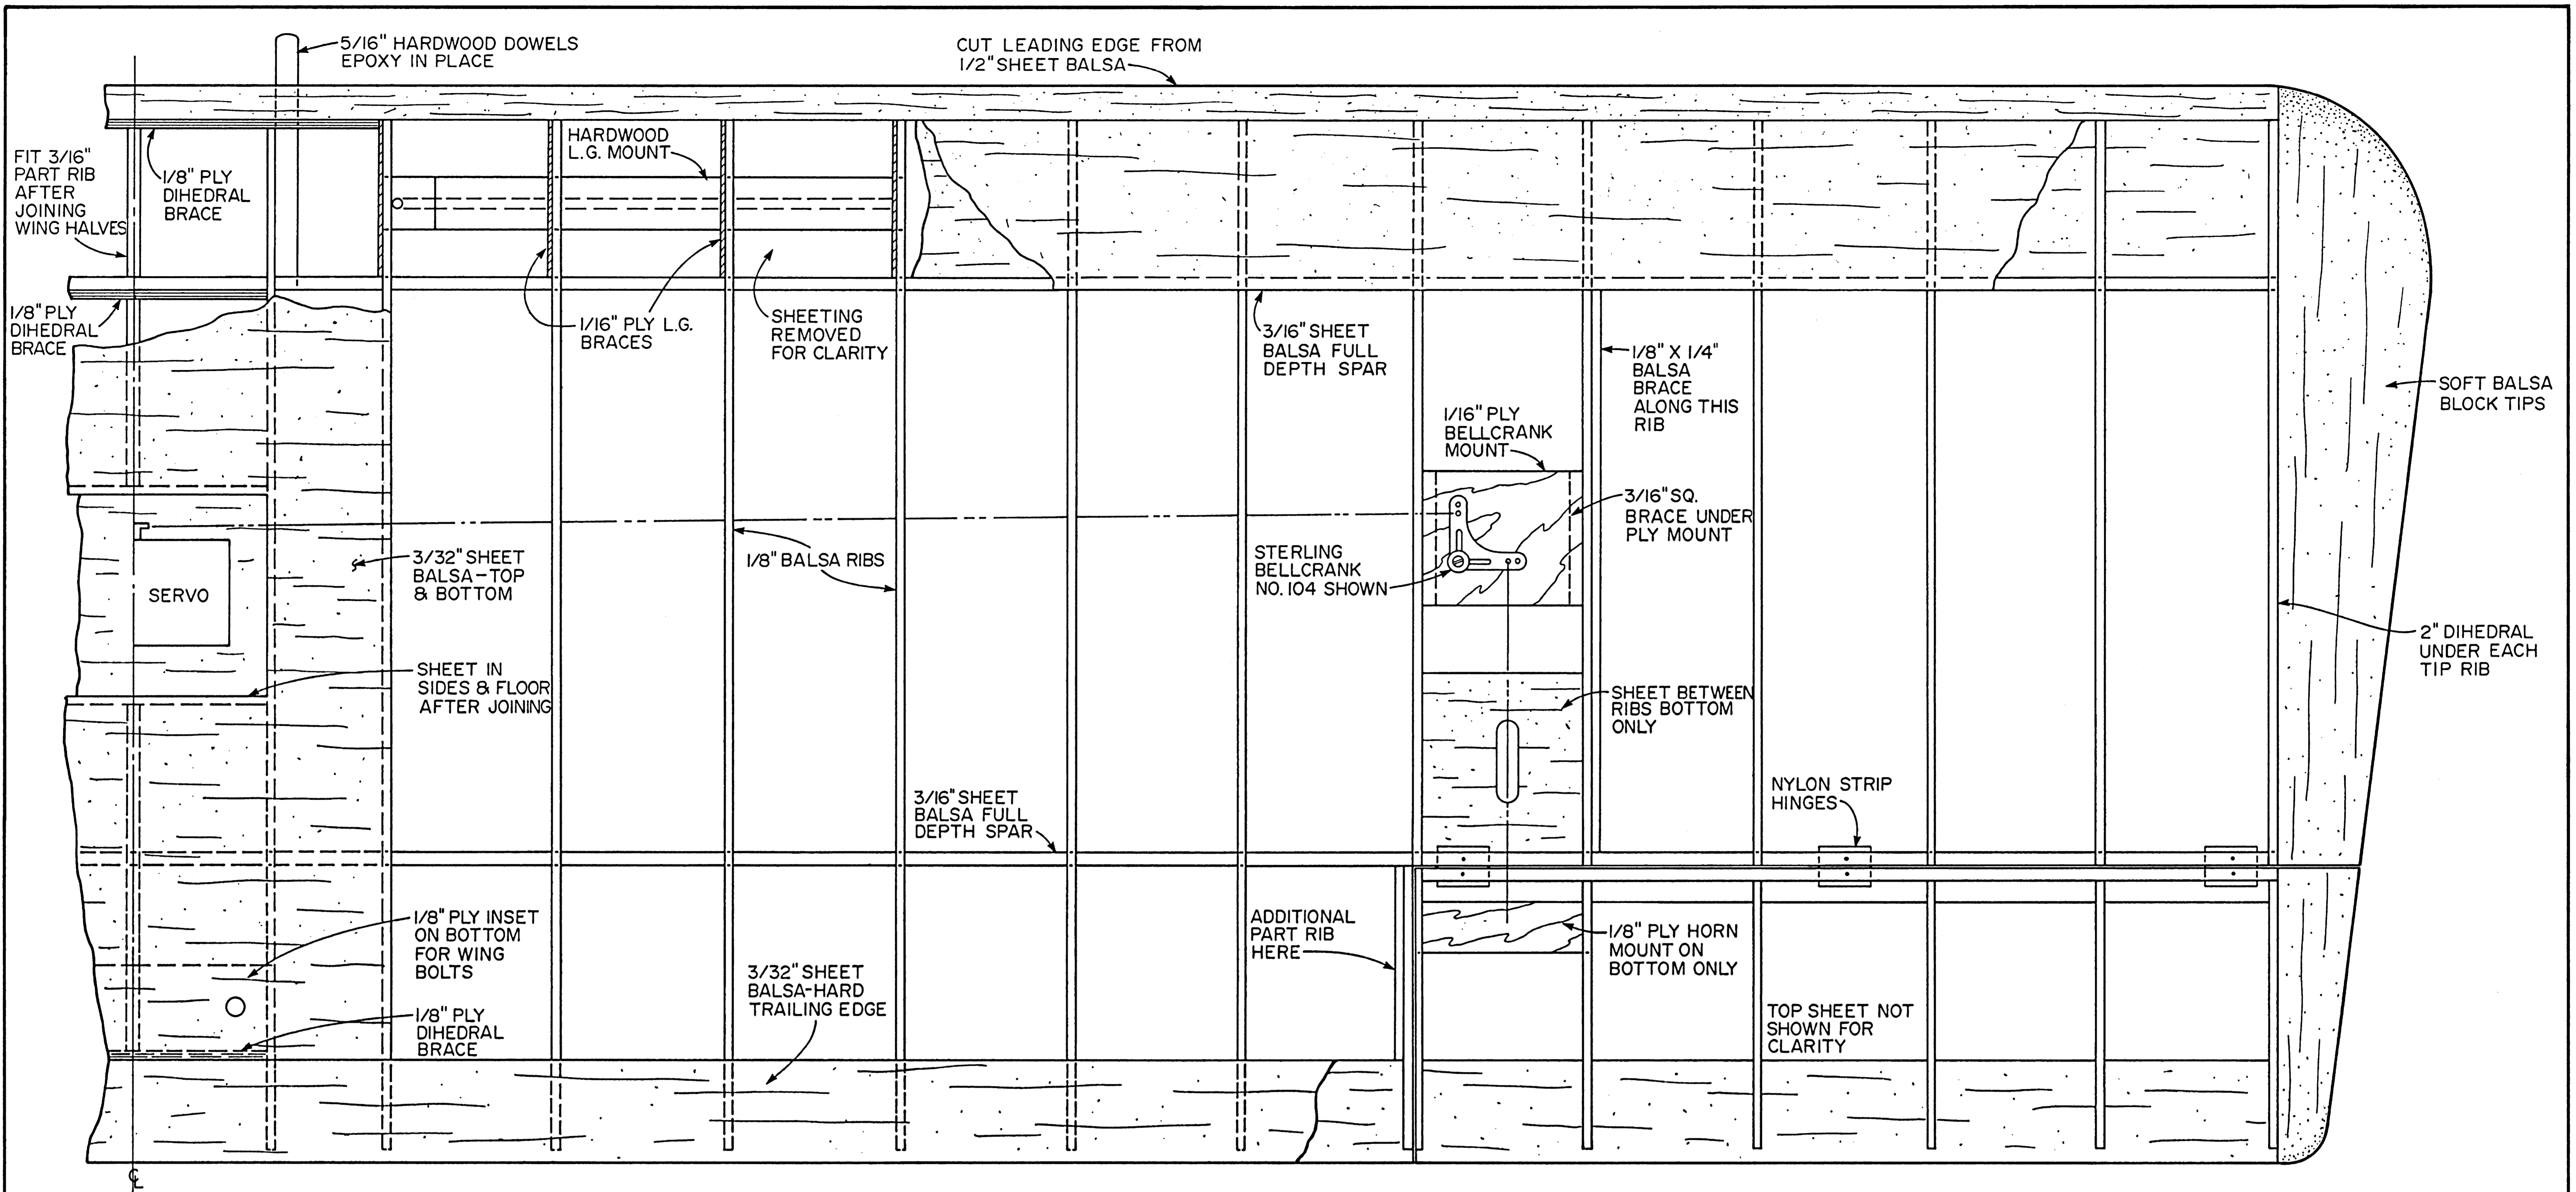 5/16" HARDWOOD DOWELS
EPOXY IN PLACE
CUT LEADING EDGE FROM
1/2" SHEET BALSA
FIT 3/16"
PART RIB
AFTER
JOINING
WING HALVES
1/8" PLY
DIHEDRAL
BRACE
HARDWOOD
L.G. MOUNT
1/8" PLY
DIHEDRAL
BRACE
1/16" PLY L.G.
BRACES
SHEETING
REMOVED
FOR CLARITY
3/16" SHEET
BALSA FULL
DEPTH SPAR
1/8" X 1/4"
BALSA
BRACE
ALONG THIS
RIB
SOFT BALSA
BLOCK TIPS
1/16" PLY
BELLCRANK
MOUNT
3/16" SQ.
BRACE UNDER
PLY MOUNT
SERVO
3/32" SHEET
BALSA-TOP
& BOTTOM
1/8" BALSA RIBS
STERLING
BELLCRANK
NO. 104 SHOWN
2" DIHEDRAL
UNDER EACH
TIP RIB
SHEET IN
SIDES & FLOOR
AFTER JOINING
SHEET BETWEEN
RIBS BOTTOM
ONLY
3/16" SHEET
BALSA FULL
DEPTH SPAR
NYLON STRIP
HINGES
1/8" PLY INSET
ON BOTTOM
FOR WING
BOLTS
ADDITIONAL
PART RIB
HERE
1/8" PLY HORN
MOUNT ON
BOTTOM ONLY
3/32" SHEET
BALSA-HARD
TRAILING EDGE
1/8" PLY
DIHEDRAL
BRACE
TOP SHEET NOT
SHOWN FOR
CLARITY
℄